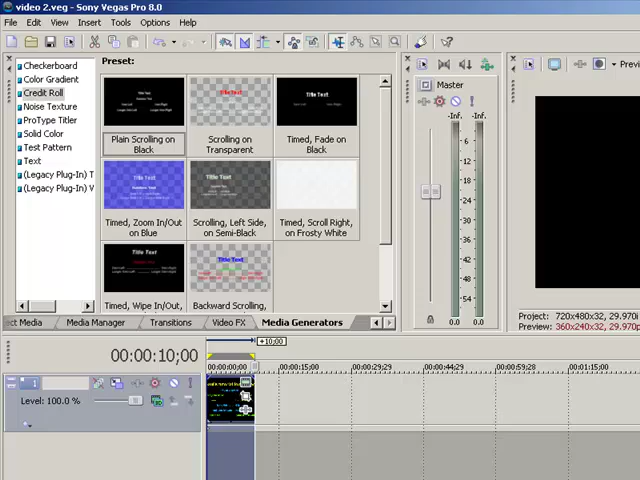 video 2.veg - Sony Vegas Pro 8.0
File Edit View Insert Tools Options Help
Checkerboard
Color Gradient
Credit Roll
Noise Texture
ProType Titler
Solid Color
Test Pattern
Text
(Legacy Plug-In) T
(Legacy Plug-In) V
Preset:
Plain Scrolling on
Black
Scrolling on
Transparent
Timed, Fade on
Black
Timed, Zoom In/Out
on Blue
Scrolling, Left Side,
on Semi-Black
Timed, Scroll Right,
on Frosty White
Timed, Wipe In/Out,
Backward Scrolling,
Master
-Inf. -Inf.
6
12
18
24
30
36
42
48
54
0.0 0.0
Previ
Project: 720x480x32, 29.970i
Preview: 360x240x32, 29.970p
ect Media Media Manager Transitions Video FX Media Generators
+10;00
00:00:10;00
00:00:00;00 00:00:15;00 00:00:29;29 00:00:44;29 00:00:59;28 00:01:15;00
1
Level: 100.0 %